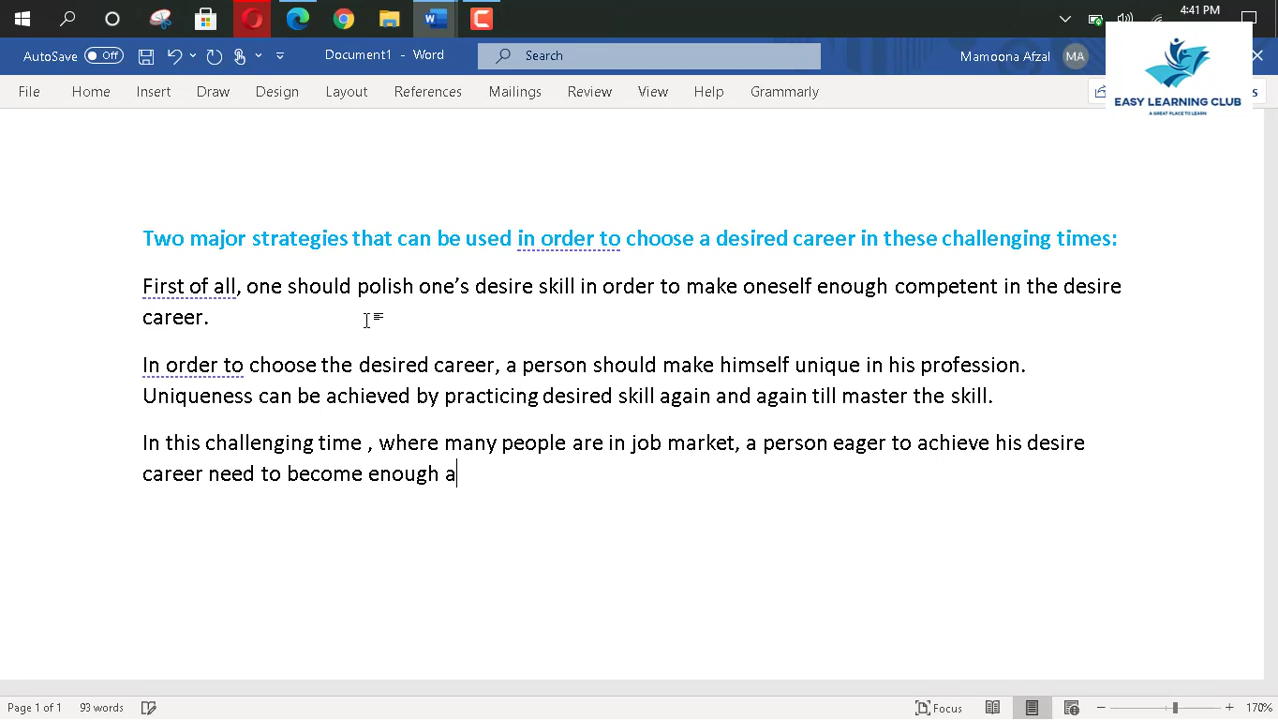 4:41 PM
AutoSave Off Document1 - Word Search Mamoona Afzal MA
File Home Insert Draw Design Layout References Mailings Review View Help Grammarly
EASY LEARNING CLUB
A GREAT PLACE TO LEARN
Two major strategies that can be used in order to choose a desired career in these challenging times:
First of all, one should polish one’s desire skill in order to make oneself enough competent in the desire
career.
In order to choose the desired career, a person should make himself unique in his profession.
Uniqueness can be achieved by practicing desired skill again and again till master the skill.
In this challenging time , where many people are in job market, a person eager to achieve his desire
career need to become enough a
Page 1 of 1 93 words Focus 170%